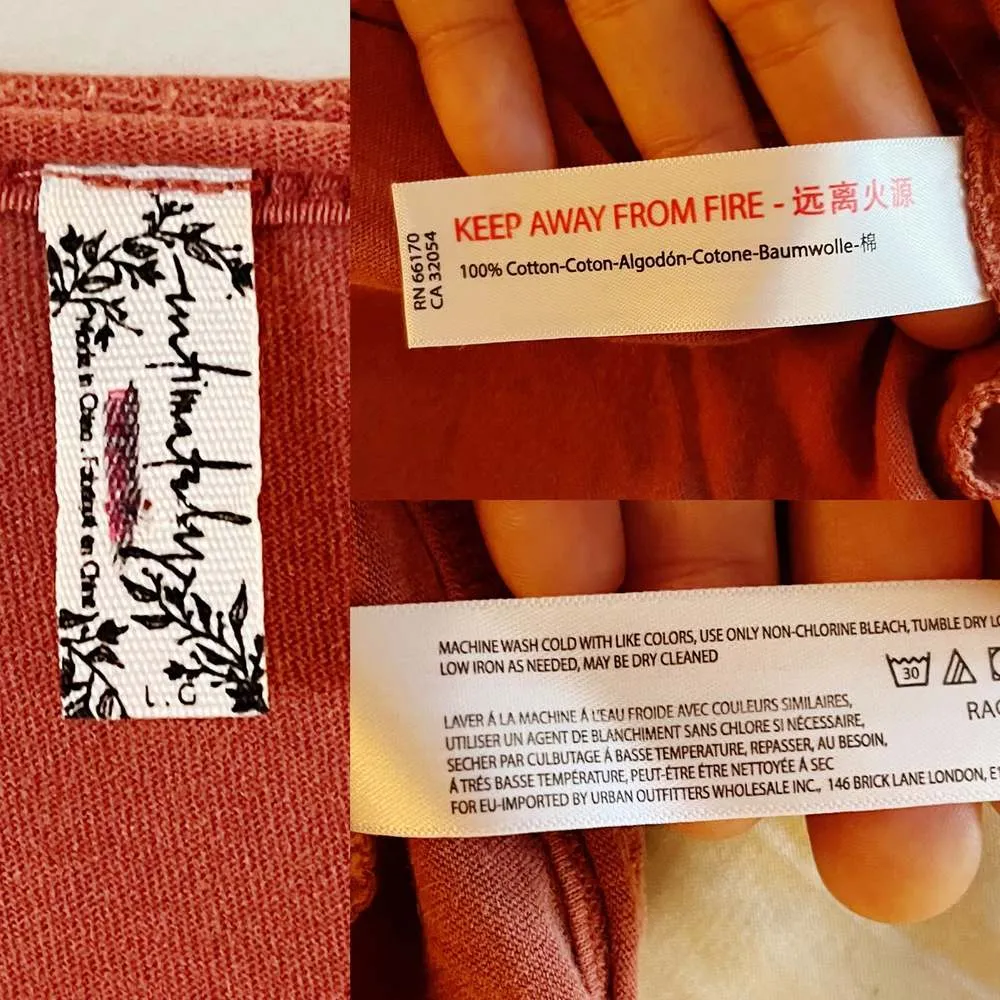 intimately
Made in China . Fabriqué en Chine
L.G
KEEP AWAY FROM FIRE - 远离火源
100% Cotton-Coton-Algodón-Cotone-Baumwolle-棉
RN 66170
CA 32054
MACHINE WASH COLD WITH LIKE COLORS, USE ONLY NON-CHLORINE BLEACH, TUMBLE DRY
LOW IRON AS NEEDED, MAY BE DRY CLEANED
30
LAVER Á LA MACHINE Á L'EAU FROIDE AVEC COULEURS SIMILAIRES,
UTILISER UN AGENT DE BLANCHIMENT SANS CHLORE SI NÉCESSAIRE,
SECHER PAR CULBUTAGE Á BASSE TEMPERATURE, REPASSER, AU BESOIN,
Á TRÉS BASSE TEMPÉRATURE, PEUT-ÉTRE ÉTRE NETTOYÉE Á SEC
FOR EU-IMPORTED BY URBAN OUTFITTERS WHOLESALE INC., 146 BRICK LANE LONDON,